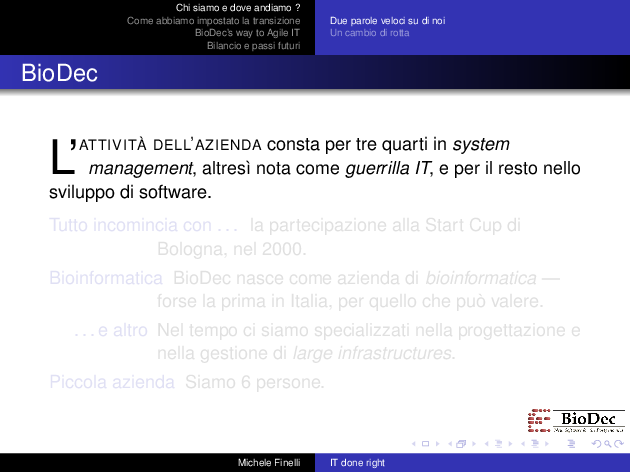 Chi siamo e dove andiamo ?
Come abbiamo impostato la transizione
BioDec's way to Agile IT
Bilancio e passi futuri
Due parole veloci su di noi
Un cambio di rotta
BioDec
L'ATTIVITÀ DELL'AZIENDA consta per tre quarti in system
management, altresì nota come guerrilla IT, e per il resto nello
sviluppo di software.
Tutto incomincia con . . . la partecipazione alla Start Cup di
Bologna, nel 2000.
Bioinformatica BioDec nasce come azienda di bioinformatica —
forse la prima in Italia, per quello che può valere.
. . . e altro Nel tempo ci siamo specializzati nella progettazione e
nella gestione di large infrastructures.
Piccola azienda Siamo 6 persone.
BioDec
Michele Finelli
IT done right